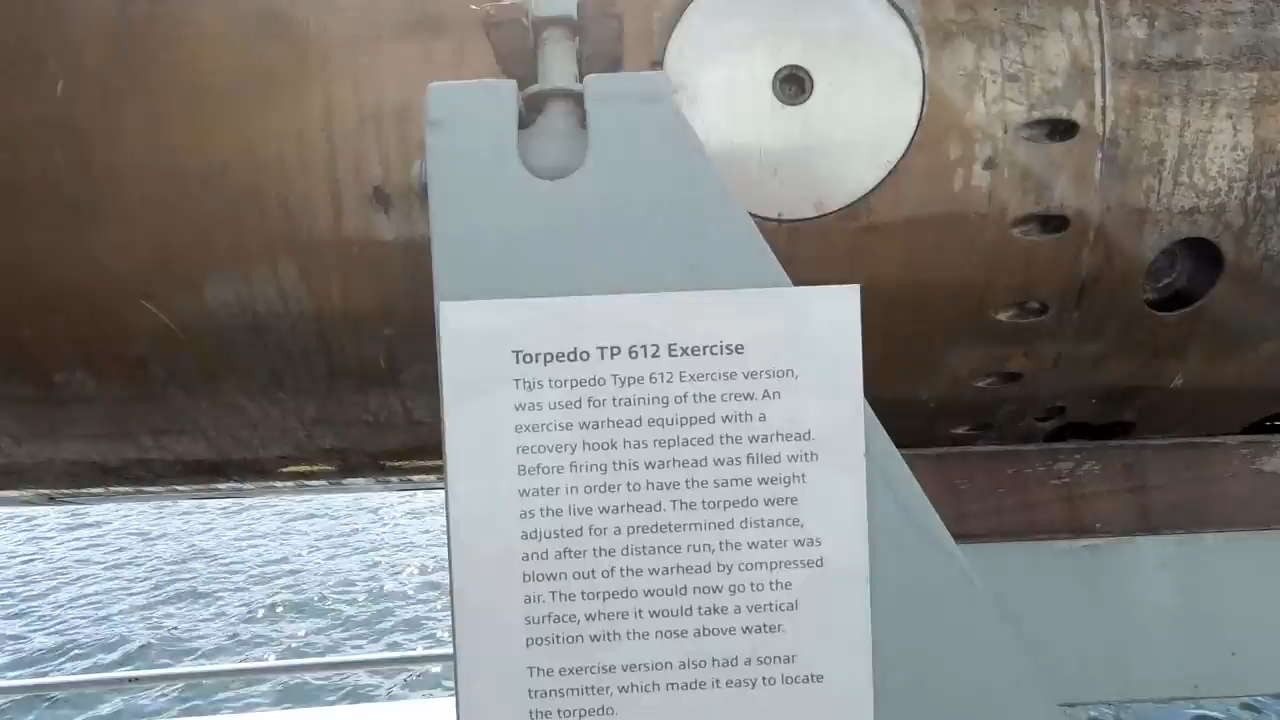 Torpedo TP 612 Exercise
This torpedo Type 612 Exercise version,
was used for training of the crew. An
exercise warhead equipped with a
recovery hook has replaced the warhead.
Before firing this warhead was filled with
water in order to have the same weight
as the live warhead. The torpedo were
adjusted for a predetermined distance,
and after the distance run, the water was
blown out of the warhead by compressed
air. The torpedo would now go to the
surface, where it would take a vertical
position with the nose above water.
The exercise version also had a sonar
transmitter, which made it easy to locate
the torpedo.